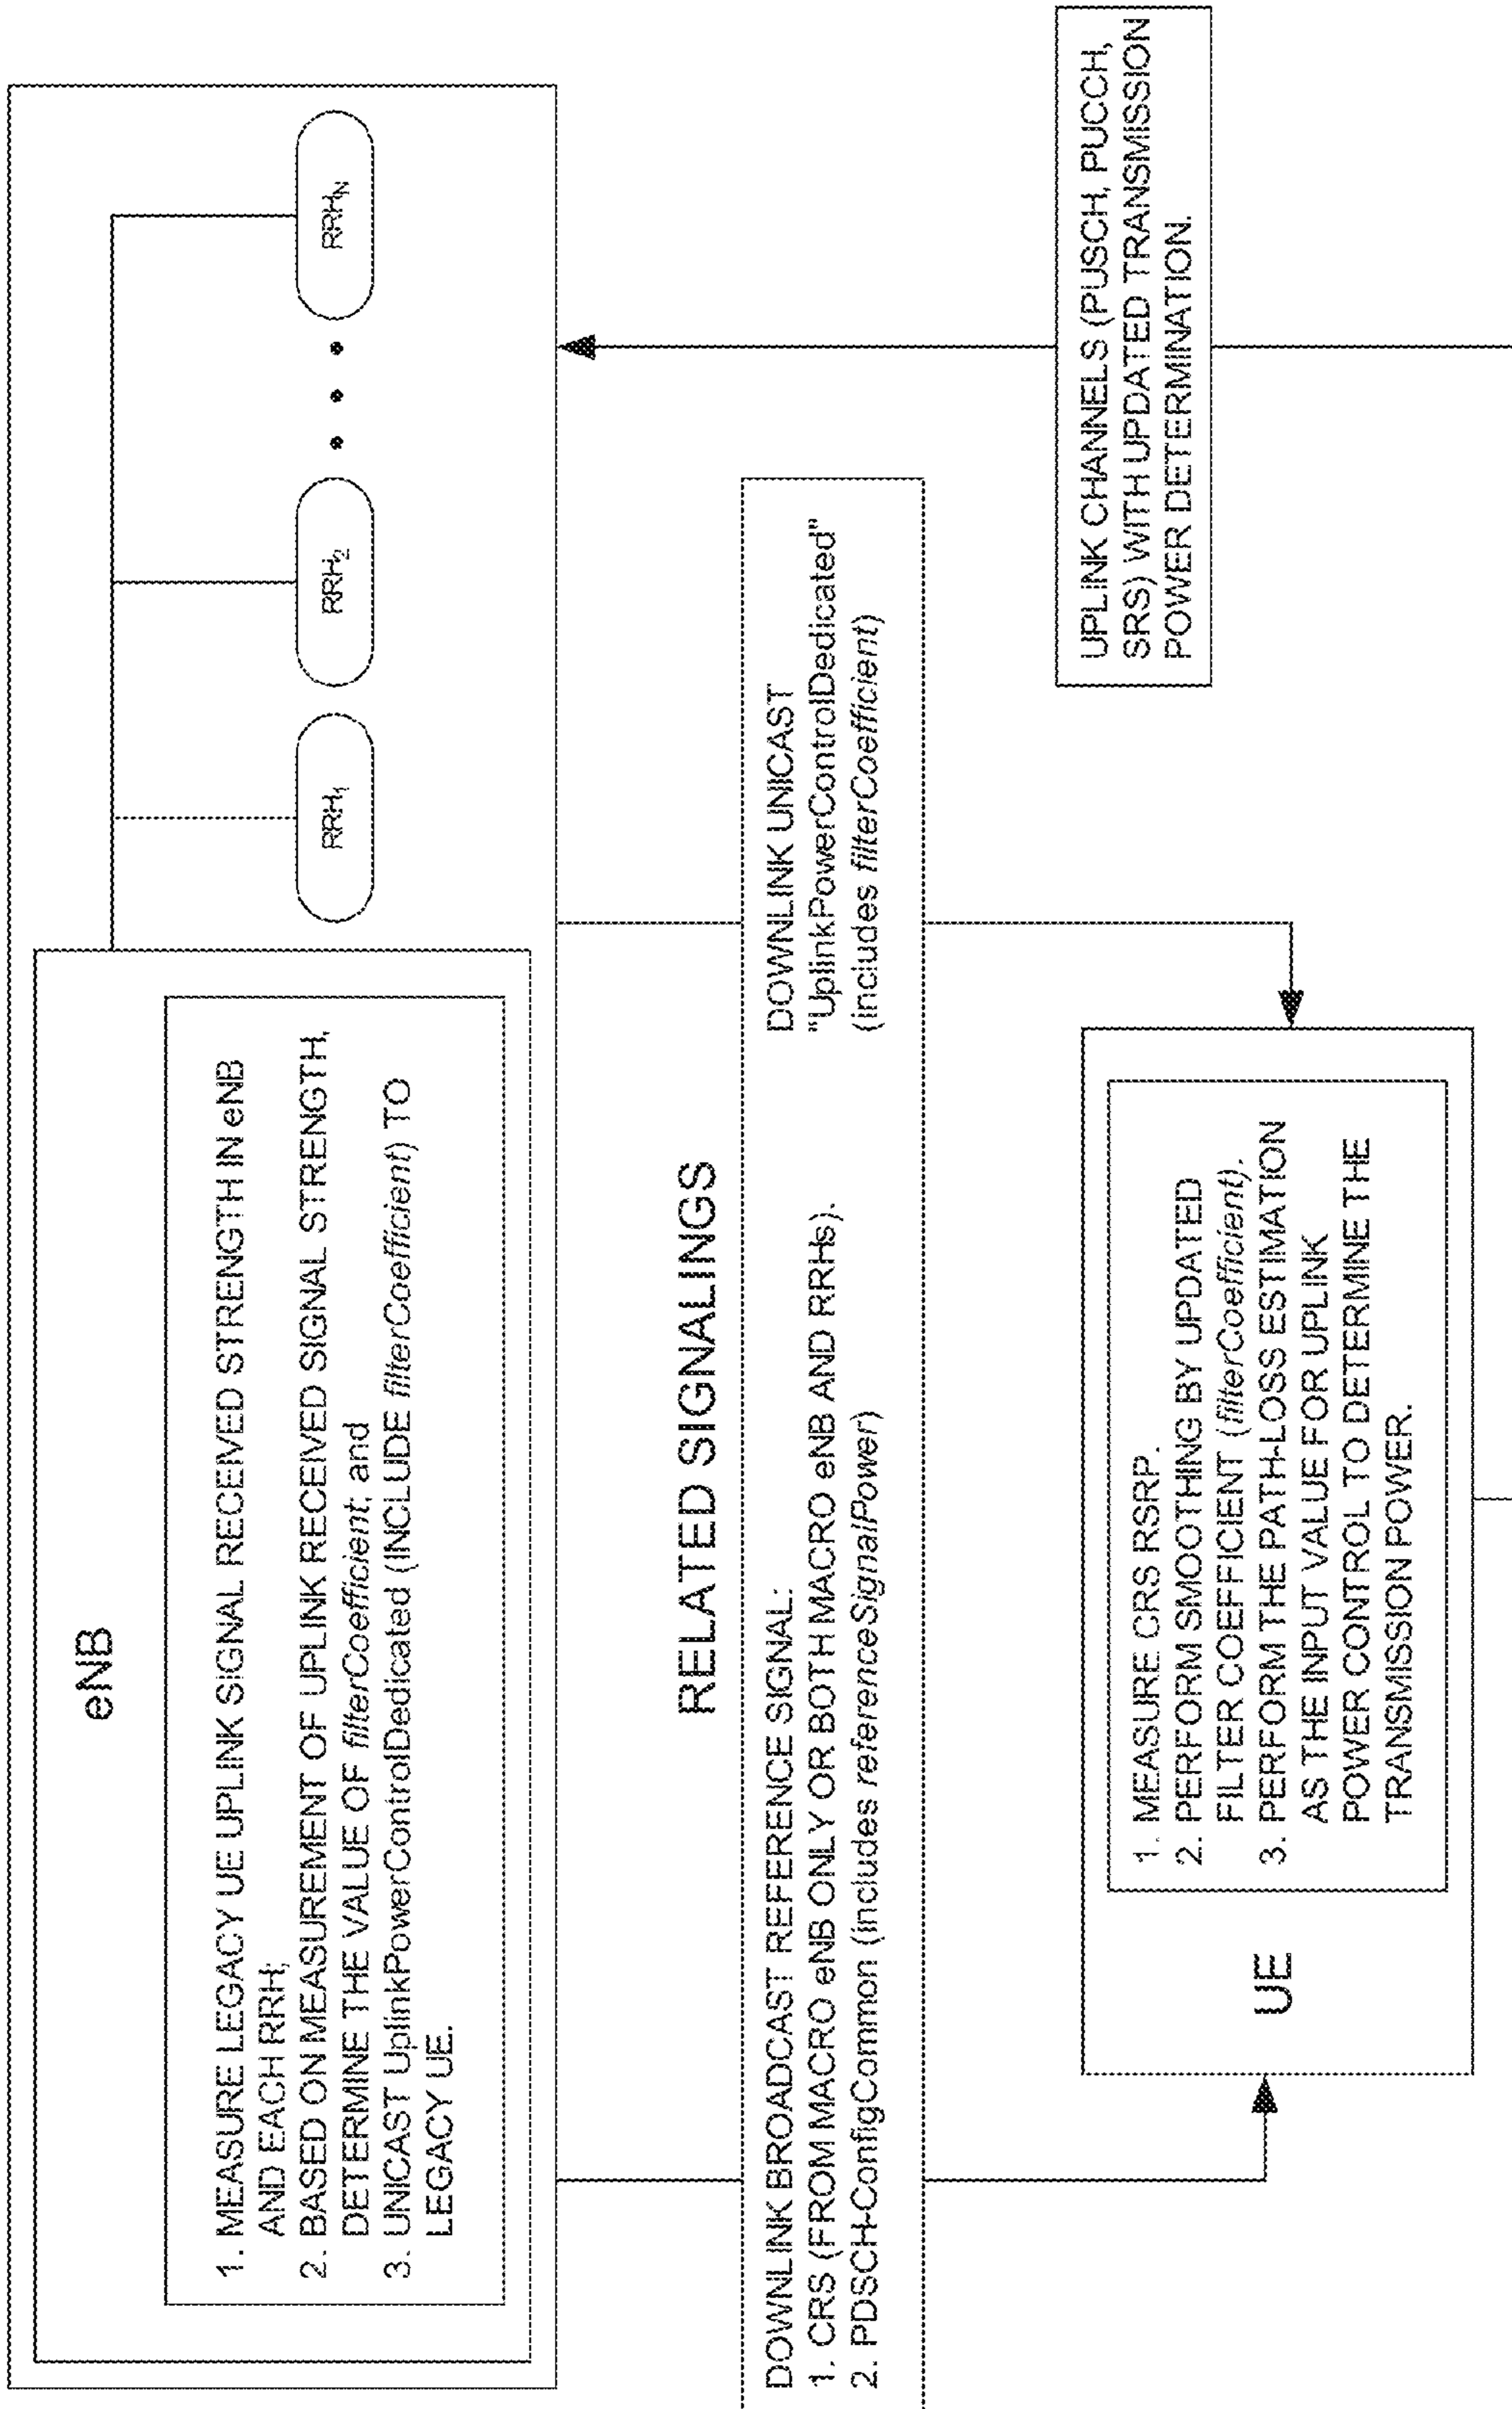 eNB
1. MEASURE LEGACY UE UPLINK SIGNAL RECEIVED STRENGTH IN eNB
AND EACH RRH;
2. BASED ON MEASUREMENT OF UPLINK RECEIVED SIGNAL STRENGTH,
DETERMINE THE VALUE OF filterCoefficient; and
3. UNICAST UplinkPowerControlDedicated (INCLUDE filterCoefficient) TO
LEGACY UE.
RRH1
RRH2
RRHN
RELATED SIGNALINGS
DOWNLINK BROADCAST REFERENCE SIGNAL:
1. CRS (FROM MACRO eNB ONLY OR BOTH MACRO eNB AND RRHs).
2. PDSCH-ConfigCommon (includes referenceSignalPower)
DOWNLINK UNICAST
"UplinkPowerControlDedicated"
(includes filterCoefficient)
UE
1. MEASURE CRS RSRP.
2. PERFORM SMOOTHING BY UPDATED
FILTER COEFFICIENT (filterCoefficient).
3. PERFORM THE PATH-LOSS ESTIMATION
AS THE INPUT VALUE FOR UPLINK
POWER CONTROL TO DETERMINE THE
TRANSMISSION POWER.
UPLINK CHANNELS (PUSCH, PUCCH,
SRS) WITH UPDATED TRANSMISSION
POWER DETERMINATION.